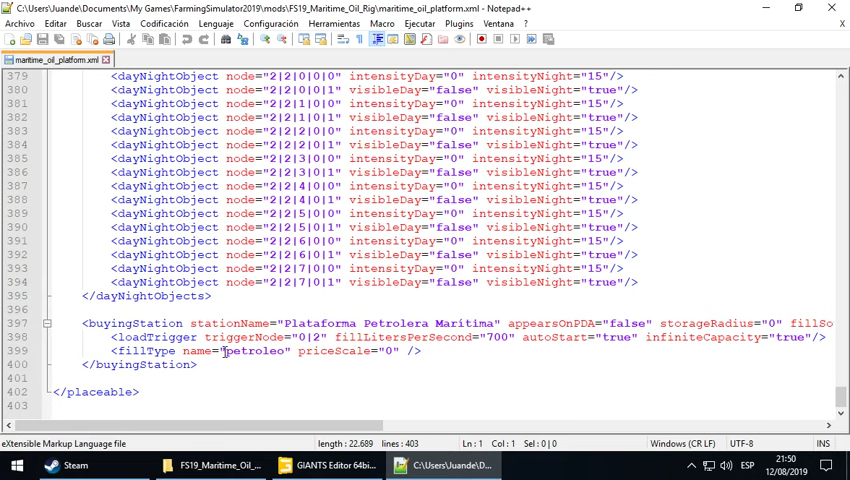 C:\Users\Juande\Documents\My Games\FarmingSimulator2019\mods\FS19_Maritime_Oil_Rig\maritime_oil_platform.xml - Notepad++
Archivo Editar Buscar Vista Codificación Lenguaje Configuración Herramientas Macro Ejecutar Plugins Ventana ? X
maritime_oil_platform.xml
379 <dayNightObject node="2|2|0|0|0" intensityDay="0" intensityNight="15"/>
380 <dayNightObject node="2|2|0|0|1" visibleDay="false" visibleNight="true"/>
381 <dayNightObject node="2|2|1|0|0" intensityDay="0" intensityNight="15"/>
382 <dayNightObject node="2|2|1|0|1" visibleDay="false" visibleNight="true"/>
383 <dayNightObject node="2|2|2|0|0" intensityDay="0" intensityNight="15"/>
384 <dayNightObject node="2|2|2|0|1" visibleDay="false" visibleNight="true"/>
385 <dayNightObject node="2|2|3|0|0" intensityDay="0" intensityNight="15"/>
386 <dayNightObject node="2|2|3|0|1" visibleDay="false" visibleNight="true"/>
387 <dayNightObject node="2|2|4|0|0" intensityDay="0" intensityNight="15"/>
388 <dayNightObject node="2|2|4|0|1" visibleDay="false" visibleNight="true"/>
389 <dayNightObject node="2|2|5|0|0" intensityDay="0" intensityNight="15"/>
390 <dayNightObject node="2|2|5|0|1" visibleDay="false" visibleNight="true"/>
391 <dayNightObject node="2|2|6|0|0" intensityDay="0" intensityNight="15"/>
392 <dayNightObject node="2|2|6|0|1" visibleDay="false" visibleNight="true"/>
393 <dayNightObject node="2|2|7|0|0" intensityDay="0" intensityNight="15"/>
394 <dayNightObject node="2|2|7|0|1" visibleDay="false" visibleNight="true"/>
395 </dayNightObjects>
396
397 <buyingStation stationName="Plataforma Petrolera Marítima" appearsOnPDA="false" storageRadius="0" fillSo
398 <loadTrigger triggerNode="0|2" fillLitersPerSecond="700" autoStart="true" infiniteCapacity="true"/>
399 <fillType name="petroleo" priceScale="0" />
400 </buyingStation>
401
402 </placeable>
403
eXtensible Markup Language file length : 22.689 lines : 403 Ln : 1 Col : 1 Sel : 0 | 0 Windows (CR LF) UTF-8 INS
Steam FS19_Maritime_Oil_... GIANTS Editor 64bi... C:\Users\Juande\D... ESP 21:50
12/08/2019